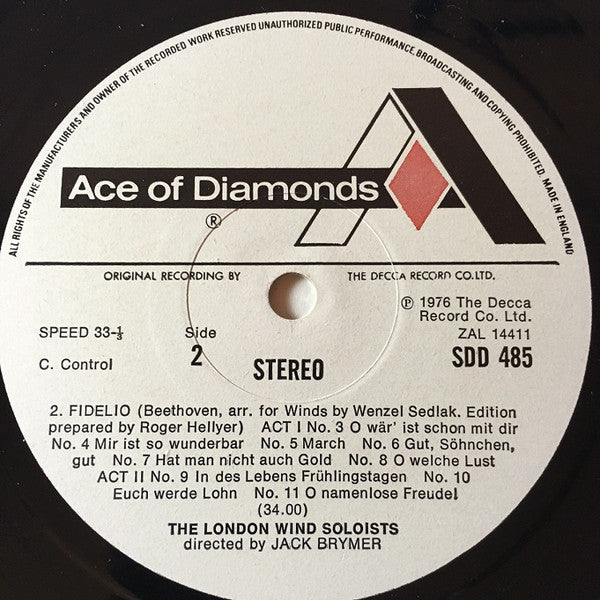 ALL RIGHTS OF THE MANUFACTURERS AND OWNER OF THE RECORDED WORK RESERVED UNAUTHORIZED PUBLIC PERFORMANCE, BROADCASTING AND COPYING PROHIBITED. MADE IN ENGLAND
Ace of Diamonds
®
ORIGINAL RECORDING BY THE DECCA RECORD CO. LTD.
℗ 1976 The Decca
Record Co. Ltd.
SPEED 33-⅓ Side ZAL 14411
C. Control 2 STEREO SDD 485
2. FIDELIO (Beethoven, arr. for Winds by Wenzel Sedlak. Edition
prepared by Roger Hellyer) ACT I No. 3 O wär' ist schon mit dir
No. 4 Mir ist so wunderbar No. 5 March No. 6 Gut, Söhnchen,
gut No. 7 Hat man nicht auch Gold No. 8 O welche Lust
ACT II No. 9 In des Lebens Frühlingstagen No. 10
Euch werde Lohn No. 11 O namenlose Freude!
(34.00)
THE LONDON WIND SOLOISTS
directed by JACK BRYMER